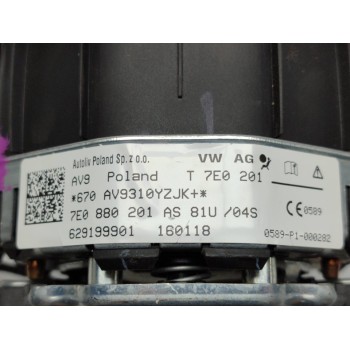 Autoliv Poland Sp. z o.o. VW AG
AV9 Poland T 7E0 201
*670 AV9310YZJK+*
7E0 880 201 AS 81U /04S
629199901 160118
CE 0589
0589-P1-000282